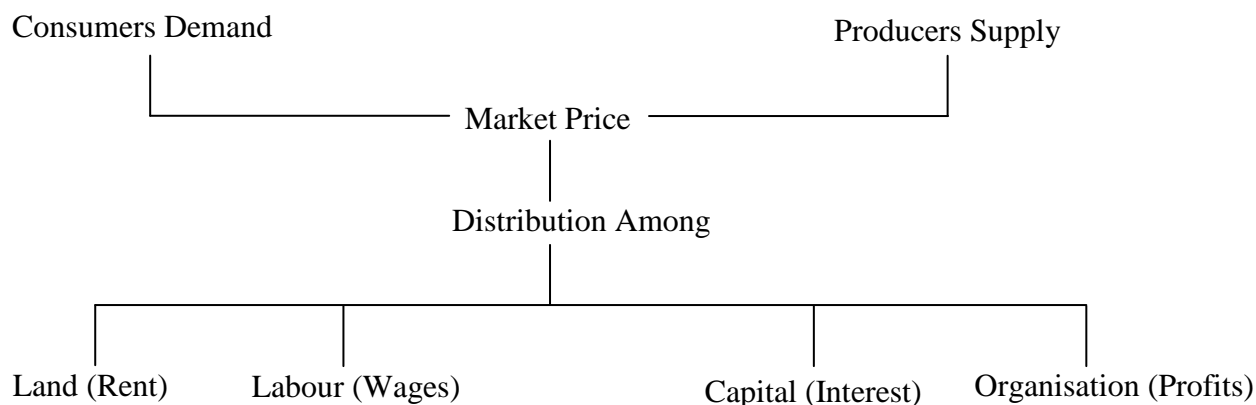 Consumers Demand
Producers Supply
Market Price
Distribution Among
Land (Rent)
Labour (Wages)
Capital (Interest)
Organisation (Profits)